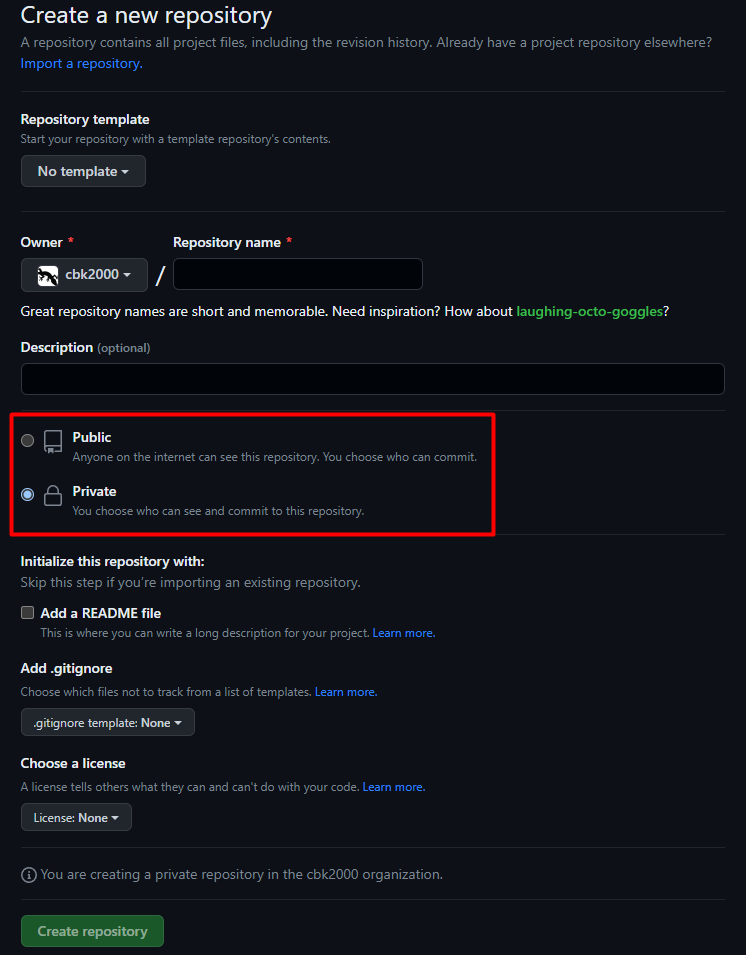 Create a new repository
A repository contains all project files, including the revision history. Already have a project repository elsewhere?
Import a repository.
Repository template
Start your repository with a template repository's contents.
No template
Owner *
Repository name *
cbk2000
/
Great repository names are short and memorable. Need inspiration? How about laughing-octo-goggles?
Description (optional)
Public
Anyone on the internet can see this repository. You choose who can commit.
Private
You choose who can see and commit to this repository.
Initialize this repository with:
Skip this step if you're importing an existing repository.
Add a README file
This is where you can write a long description for your project. Learn more.
Add .gitignore
Choose which files not to track from a list of templates. Learn more.
.gitignore template: None
Choose a license
A license tells others what they can and can't do with your code. Learn more.
License: None
You are creating a private repository in the cbk2000 organization.
Create repository